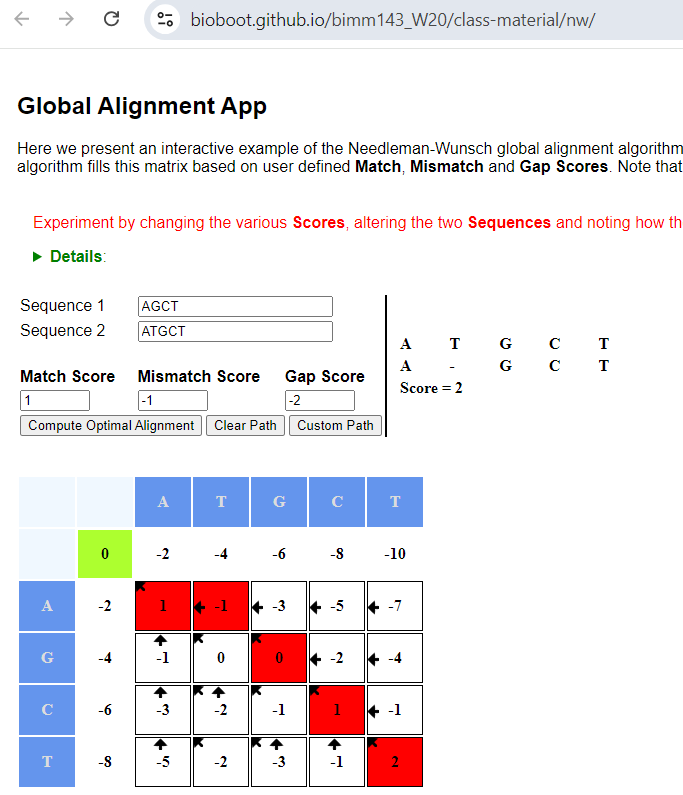 bioboot.github.io/bimm143_W20/class-material/nw/
Global Alignment App
Here we present an interactive example of the Needleman-Wunsch global alignment algorithm
algorithm fills this matrix based on user defined Match, Mismatch and Gap Scores. Note that
Experiment by changing the various Scores, altering the two Sequences and noting how th
Details:
Sequence 1 AGCT
Sequence 2 ATGCT
Match Score Mismatch Score Gap Score
1 -1 -2
Compute Optimal Alignment Clear Path Custom Path
A T G C T
A - G C T
Score = 2
A T G C T
0 -2 -4 -6 -8 -10
A -2 1 -1 -3 -5 -7
G -4 -1 0 0 -2 -4
C -6 -3 -2 -1 1 -1
T -8 -5 -2 -3 -1 2